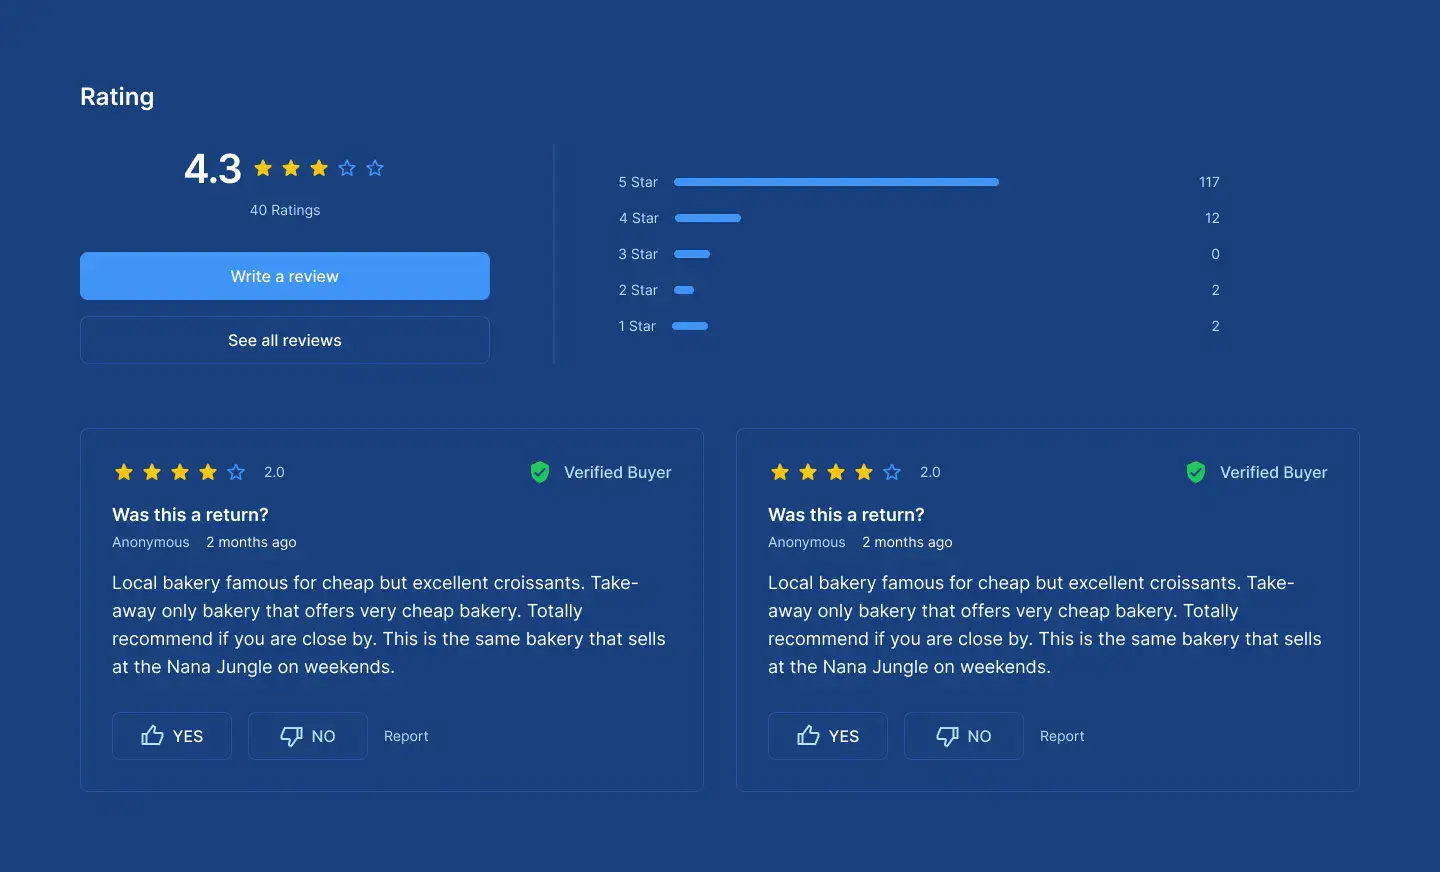 Rating
4.3
40 Ratings
Write a review
See all reviews
5 Star 117
4 Star 12
3 Star 0
2 Star 2
1 Star 2
2.0 Verified Buyer
Was this a return?
Anonymous 2 months ago
Local bakery famous for cheap but excellent croissants. Take-
away only bakery that offers very cheap bakery. Totally
recommend if you are close by. This is the same bakery that sells
at the Nana Jungle on weekends.
YES NO Report
2.0 Verified Buyer
Was this a return?
Anonymous 2 months ago
Local bakery famous for cheap but excellent croissants. Take-
away only bakery that offers very cheap bakery. Totally
recommend if you are close by. This is the same bakery that sells
at the Nana Jungle on weekends.
YES NO Report